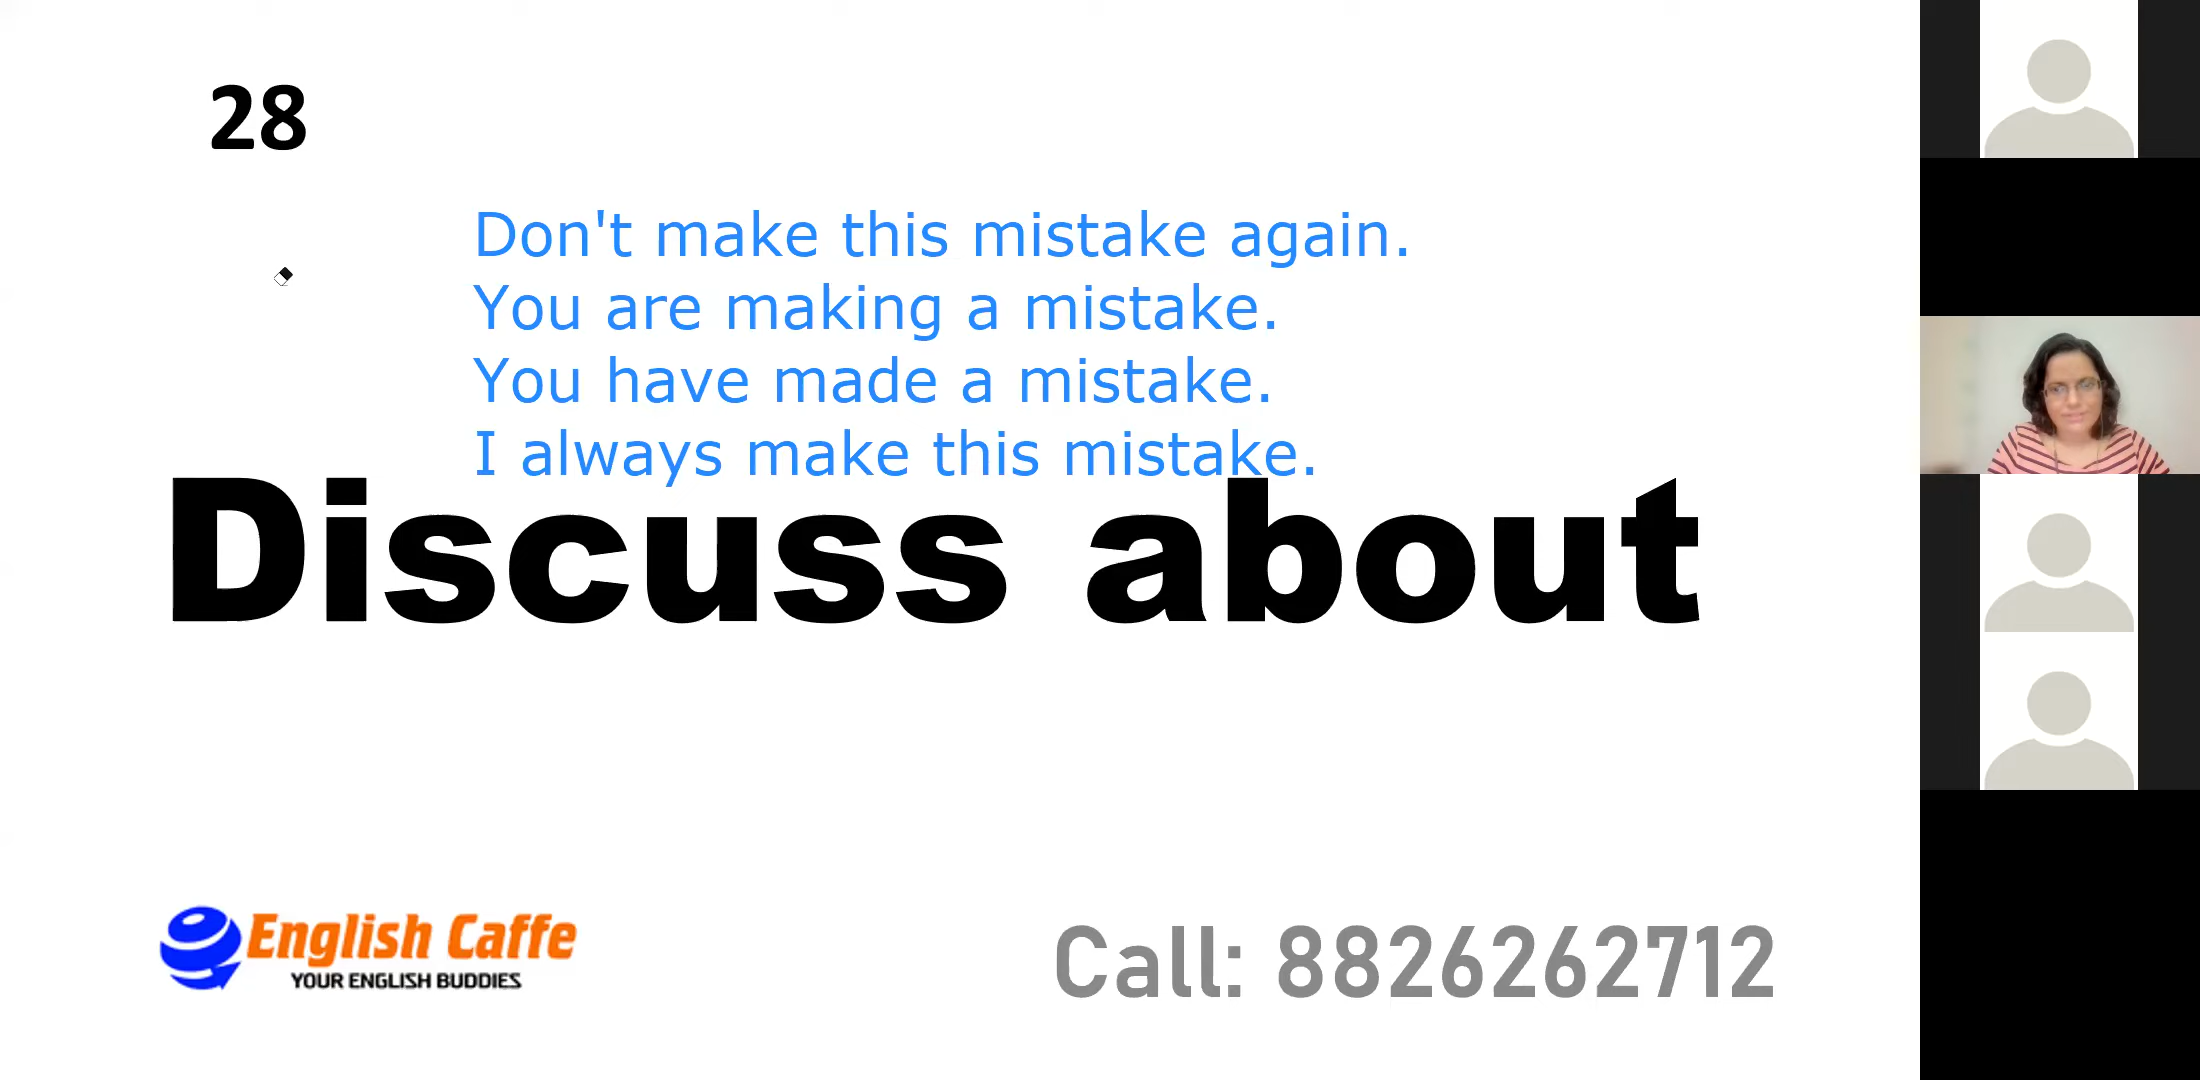 28
Don't make this mistake again.
You are making a mistake.
You have made a mistake.
I always make this mistake.
Discuss about
English Caffe
YOUR ENGLISH BUDDIES
Call: 8826262712